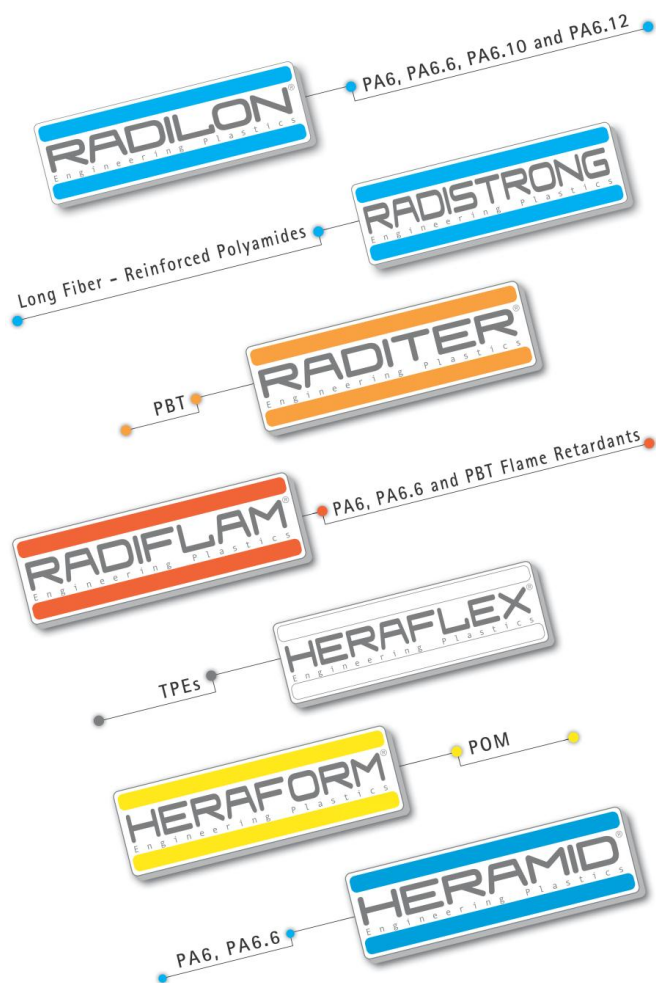 PA6, PA6.6, PA6.10 and PA6.12
RADILON®
Engineering Plastics
RADISTRONG
Engineering Plastics
Long Fiber - Reinforced Polyamides
RADITER®
Engineering Plastics
PBT
PA6, PA6.6 and PBT Flame Retardants
RADIFLAM®
Engineering Plastics
HERAFLEX®
Engineering Plastics
TPEs
POM
HERAFORM®
Engineering Plastics
HERAMID®
Engineering Plastics
PA6, PA6.6